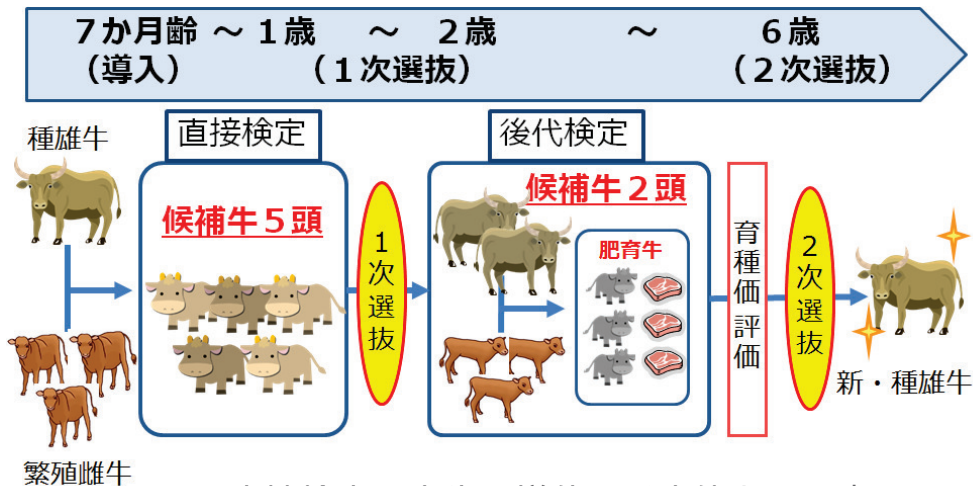 7か月齢 ～ 1歳 ～ 2歳 ～ 6歳
（導入）（1次選抜）（2次選抜）
種雄牛
直接検定
後代検定
候補牛5頭
1次選抜
候補牛2頭
肥育牛
育種価評価
2次選抜
新・種雄牛
繁殖雌牛